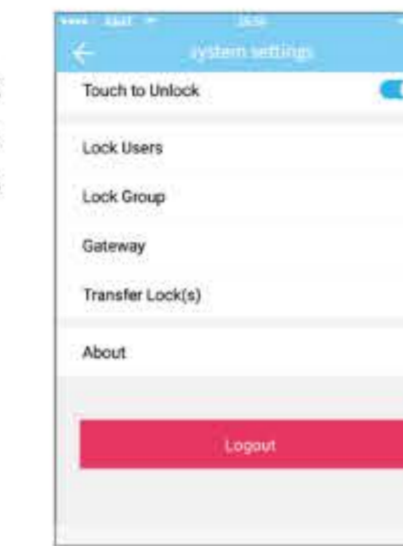 system settings
Touch to Unlock
Lock Users
Lock Group
Gateway
Transfer Lock(s)
About
Logout